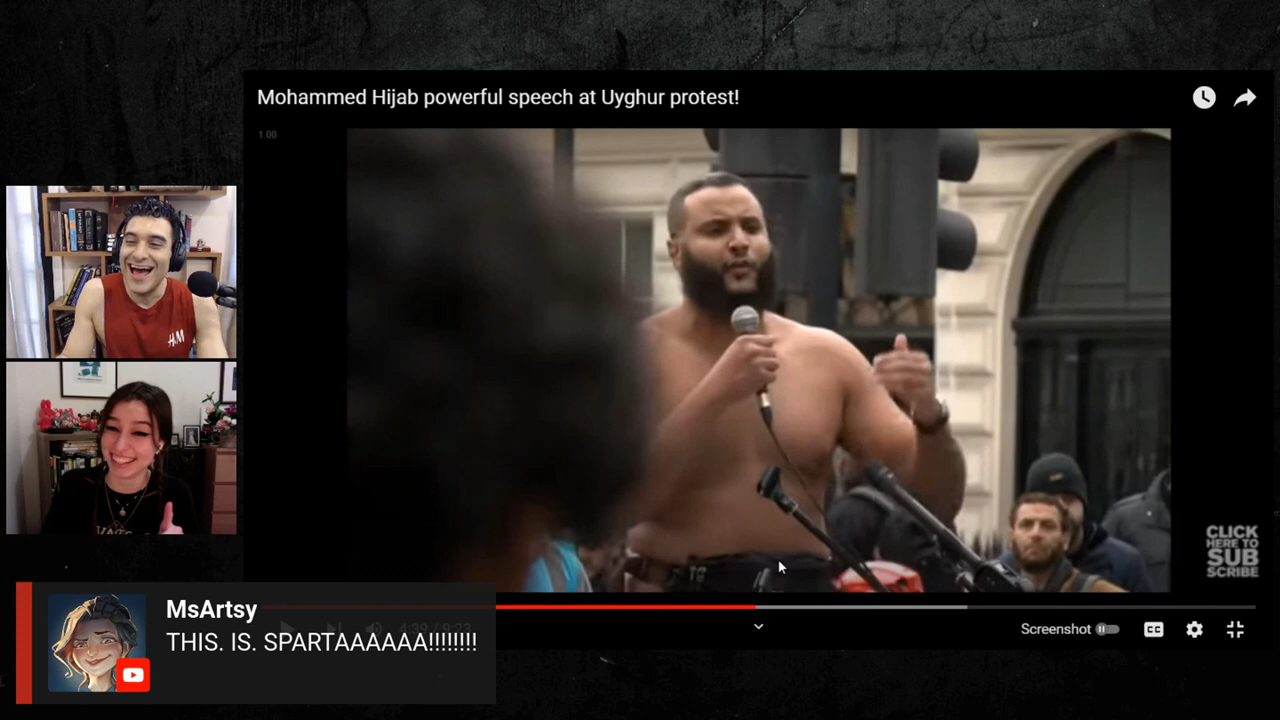 Mohammed Hijab powerful speech at Uyghur protest!
1.00
H&M
CLICK
HERE TO
SUB
SCRIBE
MsArtsy
THIS. IS. SPARTAAAAAA!!!!!!!!
Screenshot
CC